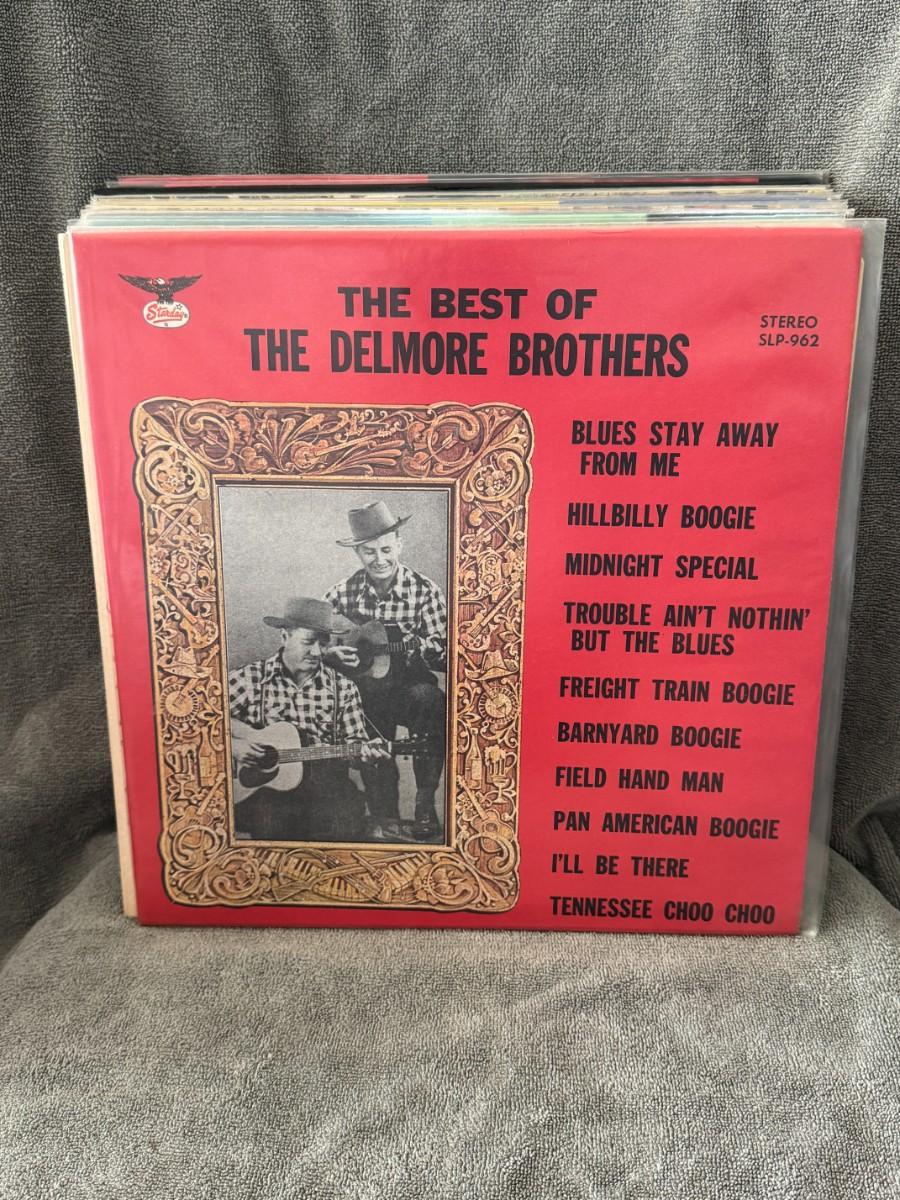 Starday
THE BEST OF
THE DELMORE BROTHERS
STEREO
SLP-962
BLUES STAY AWAY
FROM ME
HILLBILLY BOOGIE
MIDNIGHT SPECIAL
TROUBLE AIN'T NOTHIN'
BUT THE BLUES
FREIGHT TRAIN BOOGIE
BARNYARD BOOGIE
FIELD HAND MAN
PAN AMERICAN BOOGIE
I'LL BE THERE
TENNESSEE CHOO CHOO